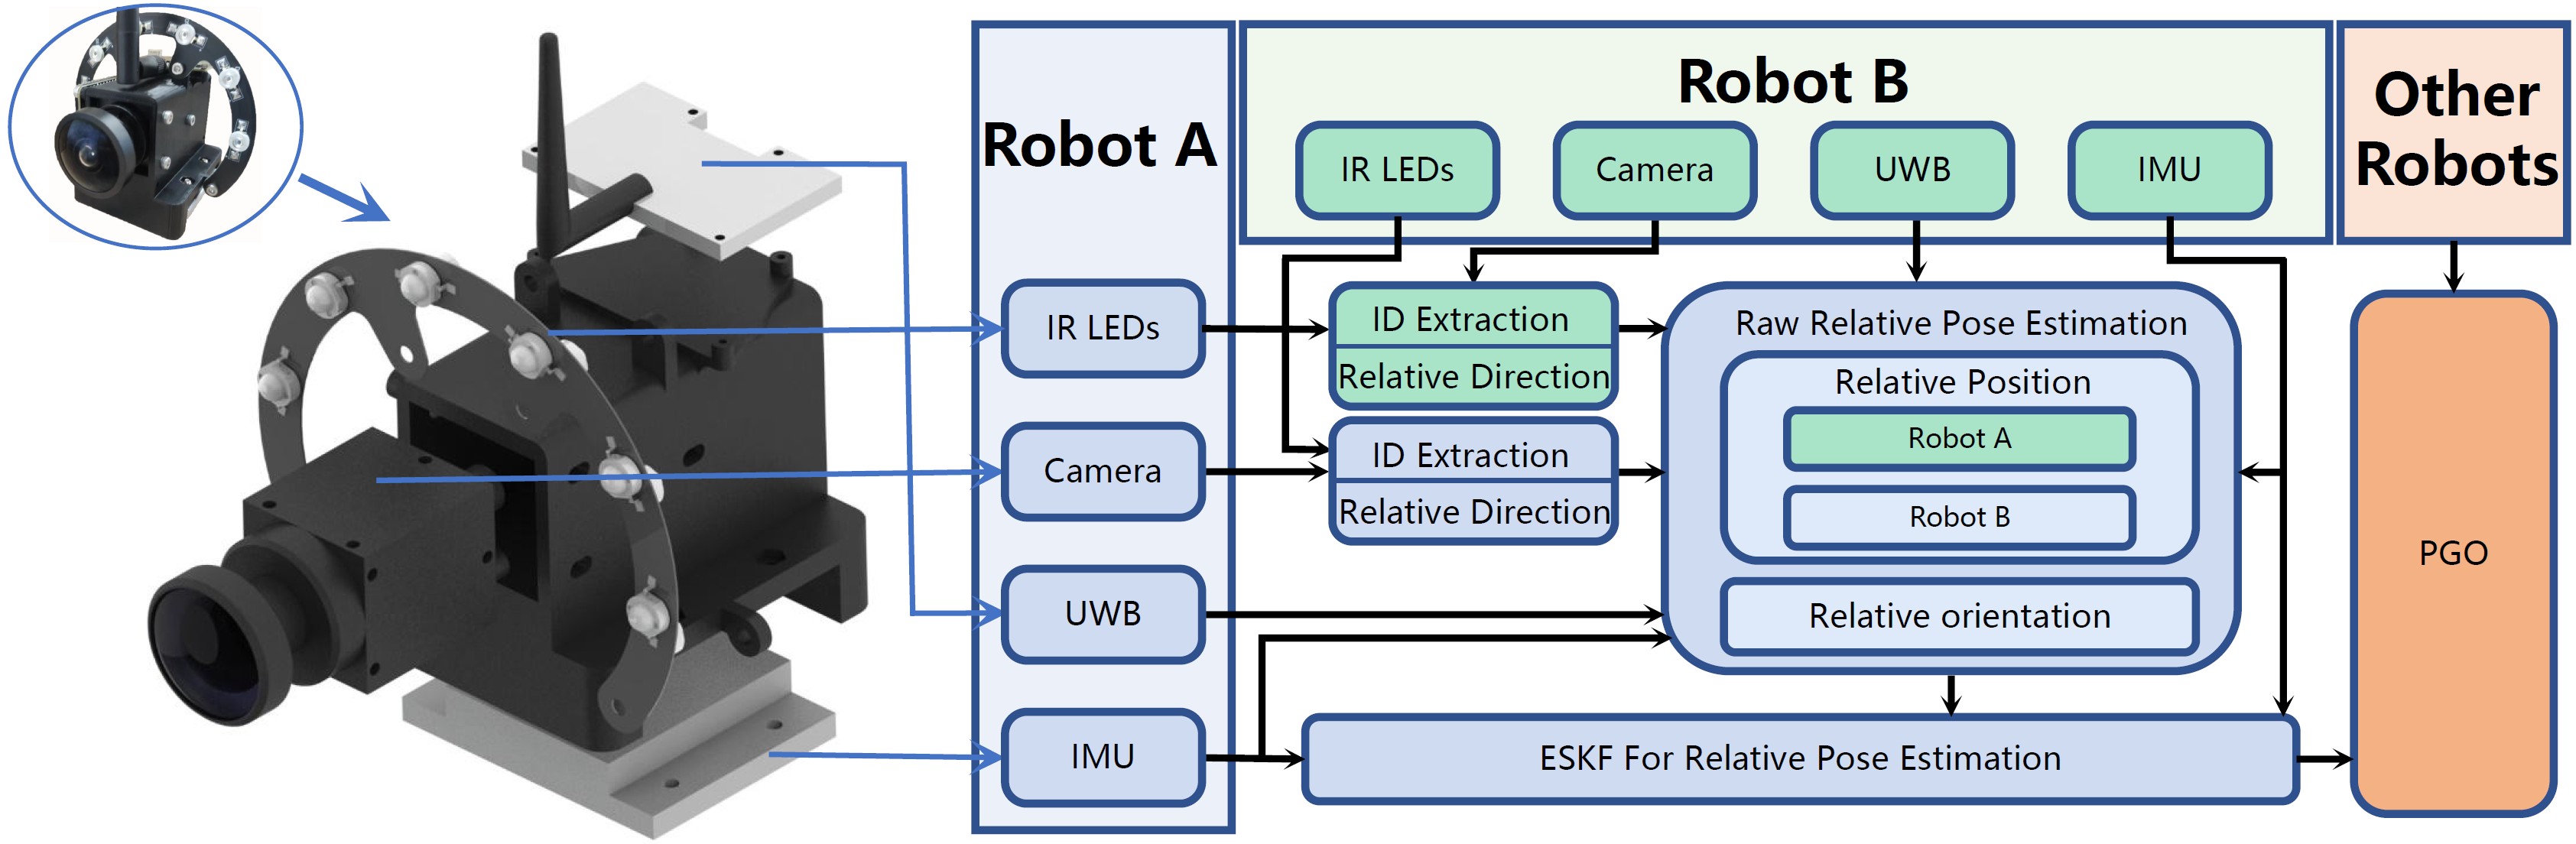 Robot A
IR LEDs
Camera
UWB
IMU
Robot B
IR LEDs
Camera
UWB
IMU
Other
Robots
ID Extraction
Relative Direction
ID Extraction
Relative Direction
Raw Relative Pose Estimation
Relative Position
Robot A
Robot B
Relative orientation
ESKF For Relative Pose Estimation
PGO